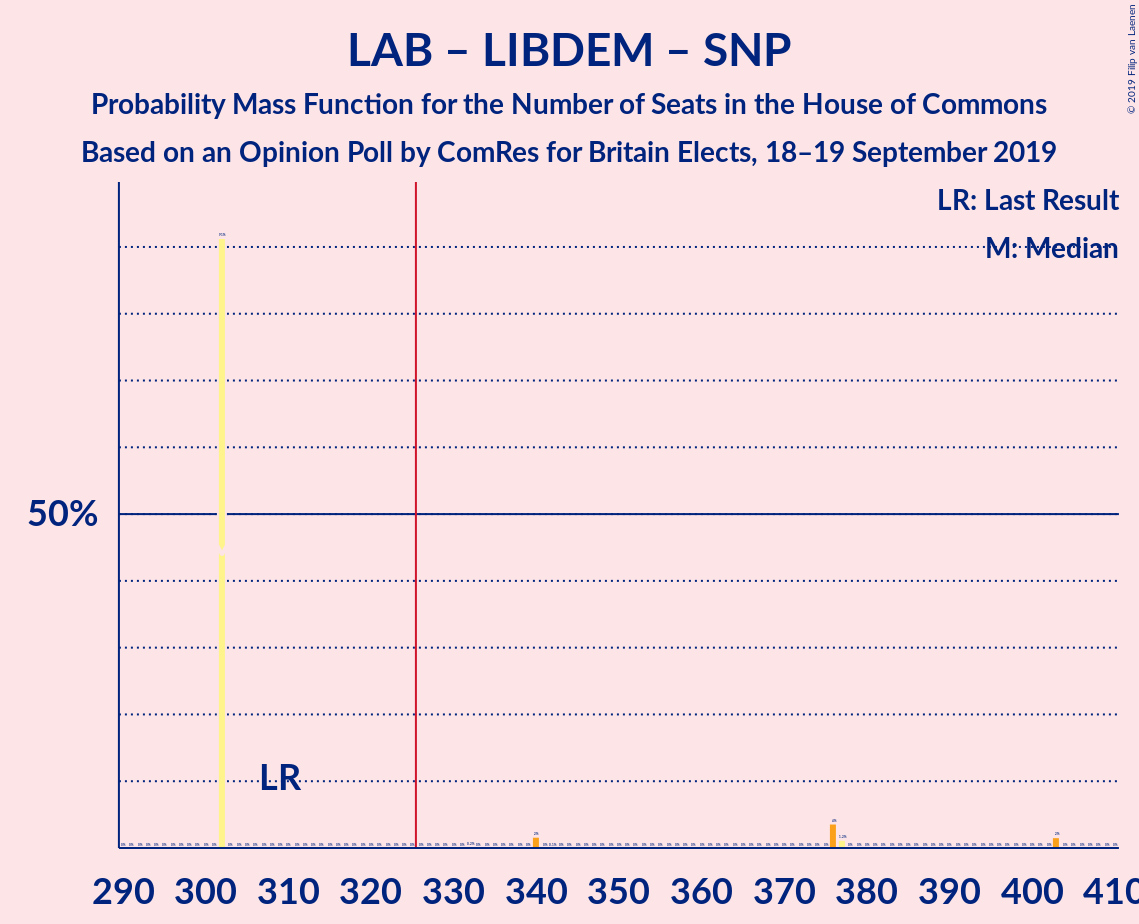 LAB – LIBDEM – SNP
Probability Mass Function for the Number of Seats in the House of Commons
Based on an Opinion Poll by ComRes for Britain Elects, 18–19 September 2019
© 2019 Filip van Laenen
LR: Last Result
M: Median
50%
LR
290 300 310 320 330 340 350 360 370 380 390 400 410